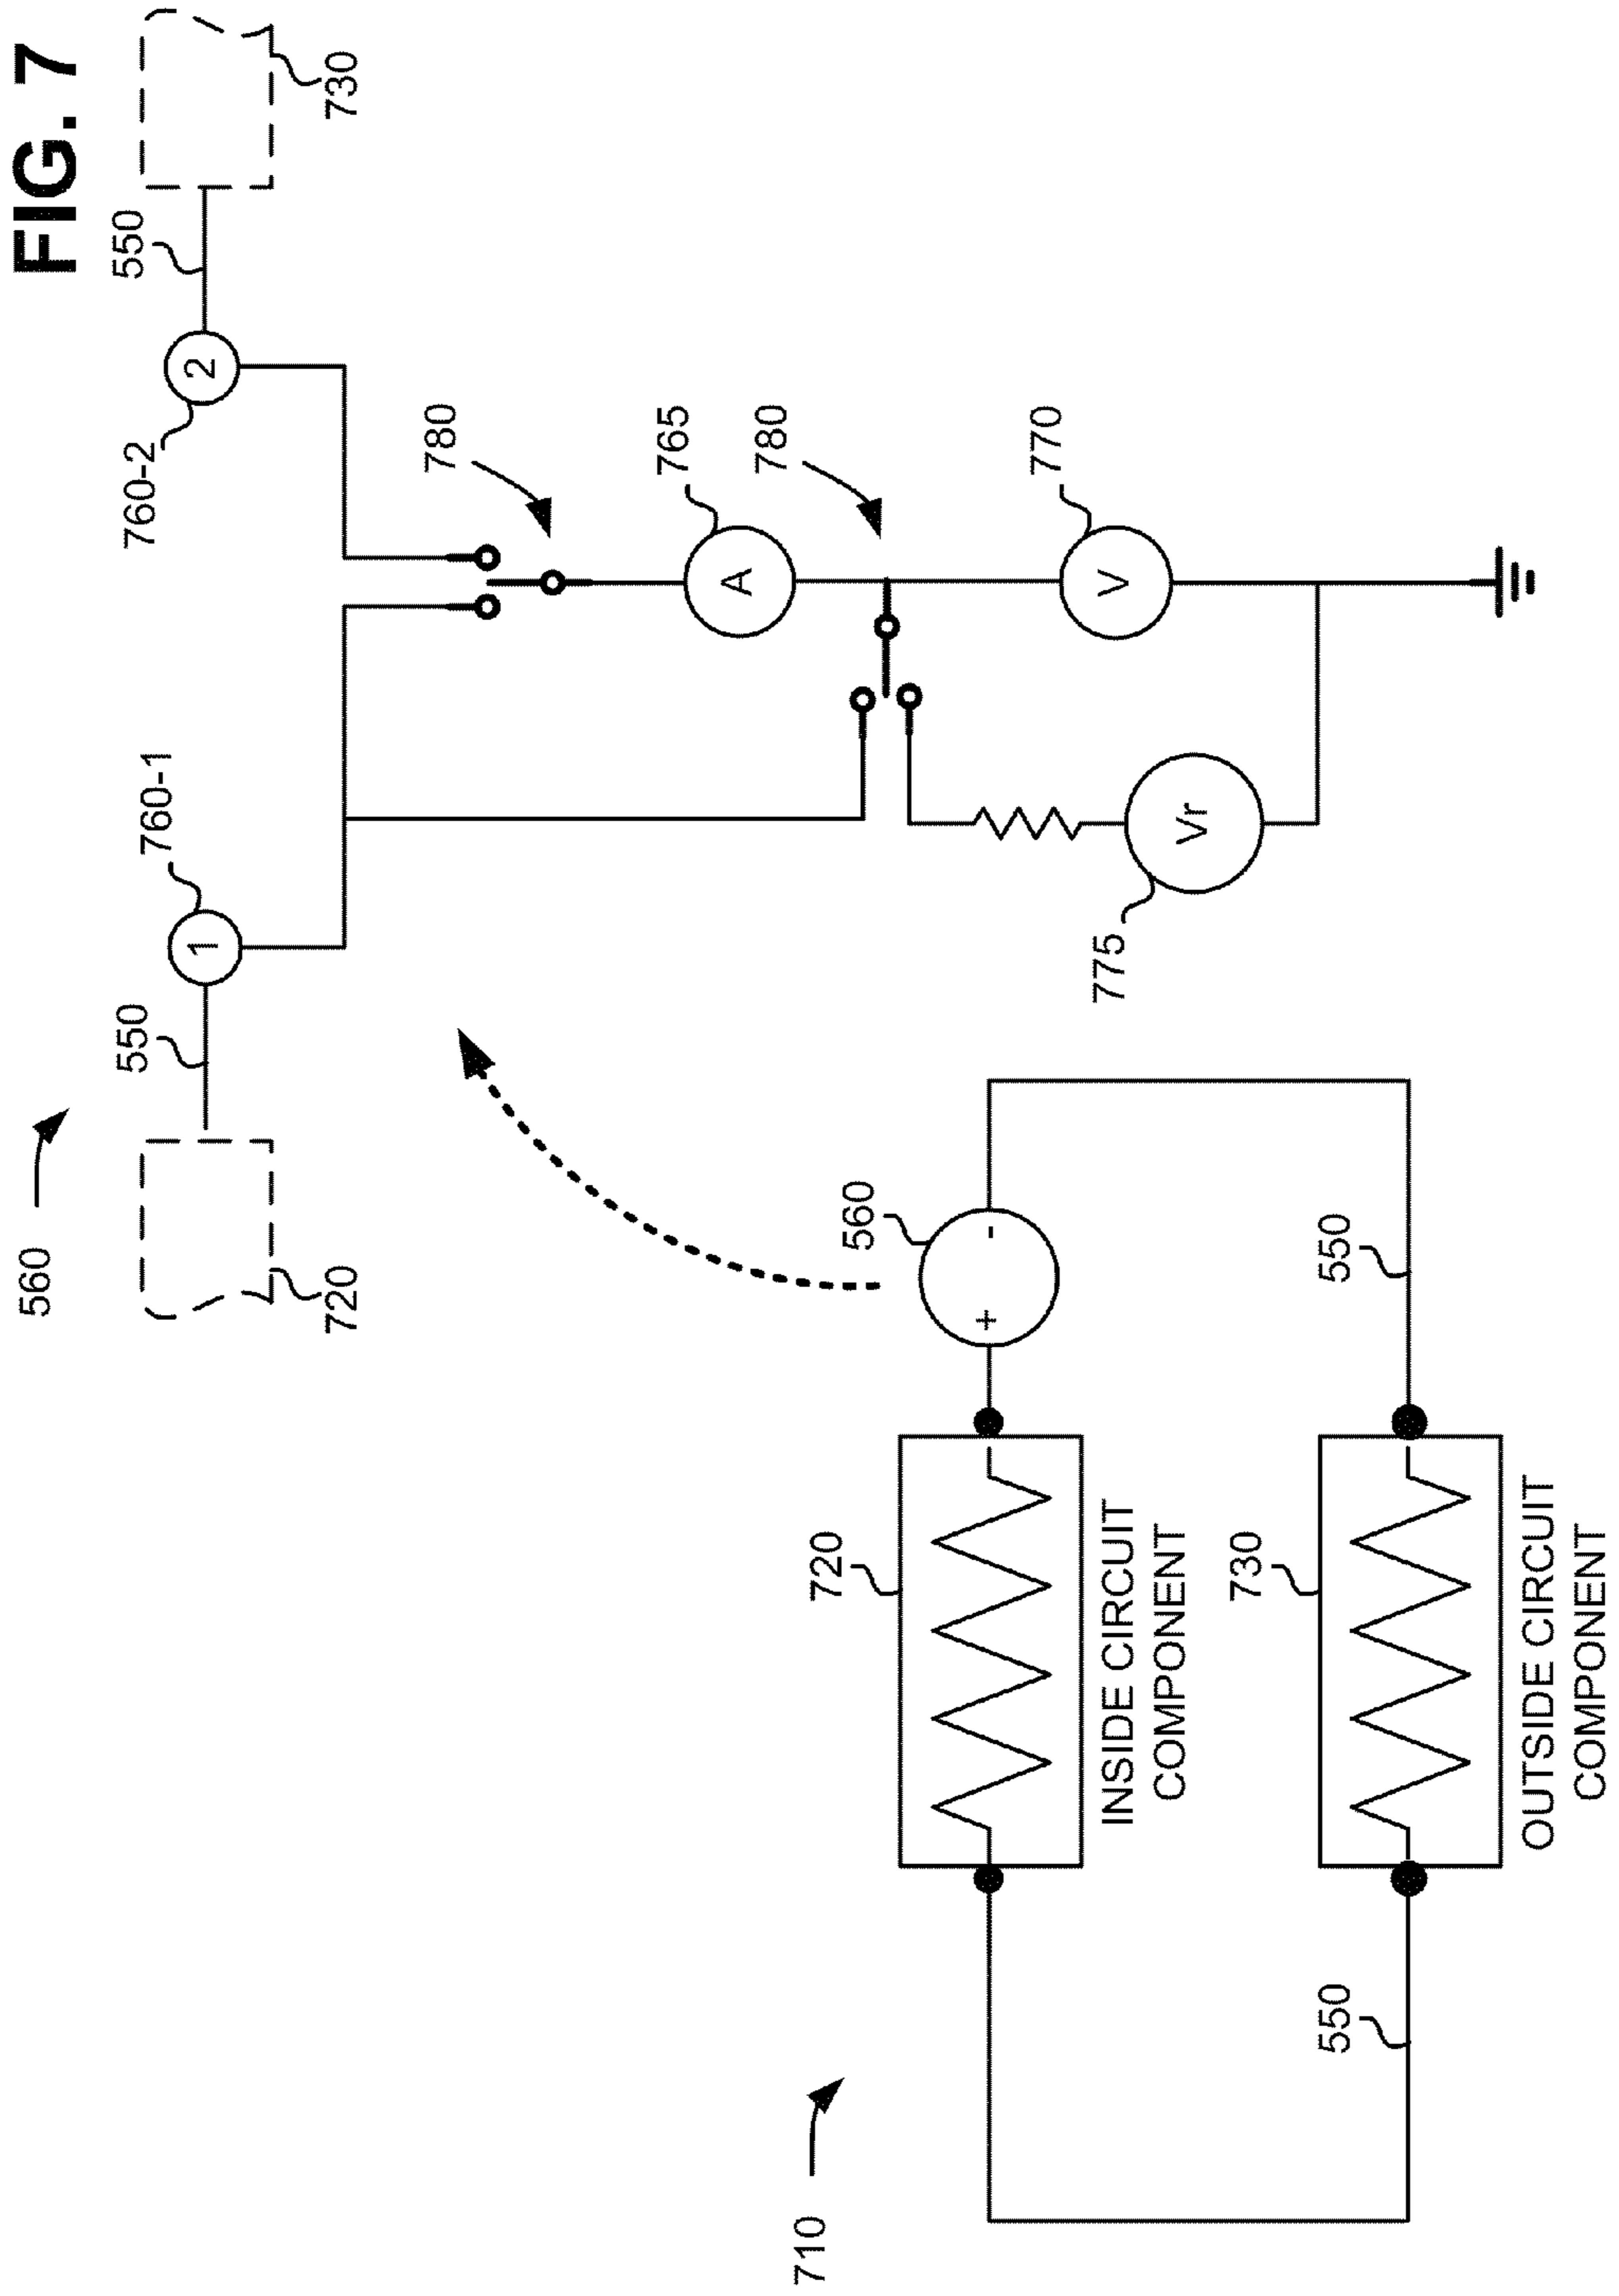 FIG. 7
560
550
760-1
760-2
550
720
1
2
730
780
A
765
780
V
770
Vr
775
710
720
560
+
-
INSIDE CIRCUIT
COMPONENT
550
730
550
OUTSIDE CIRCUIT
COMPONENT